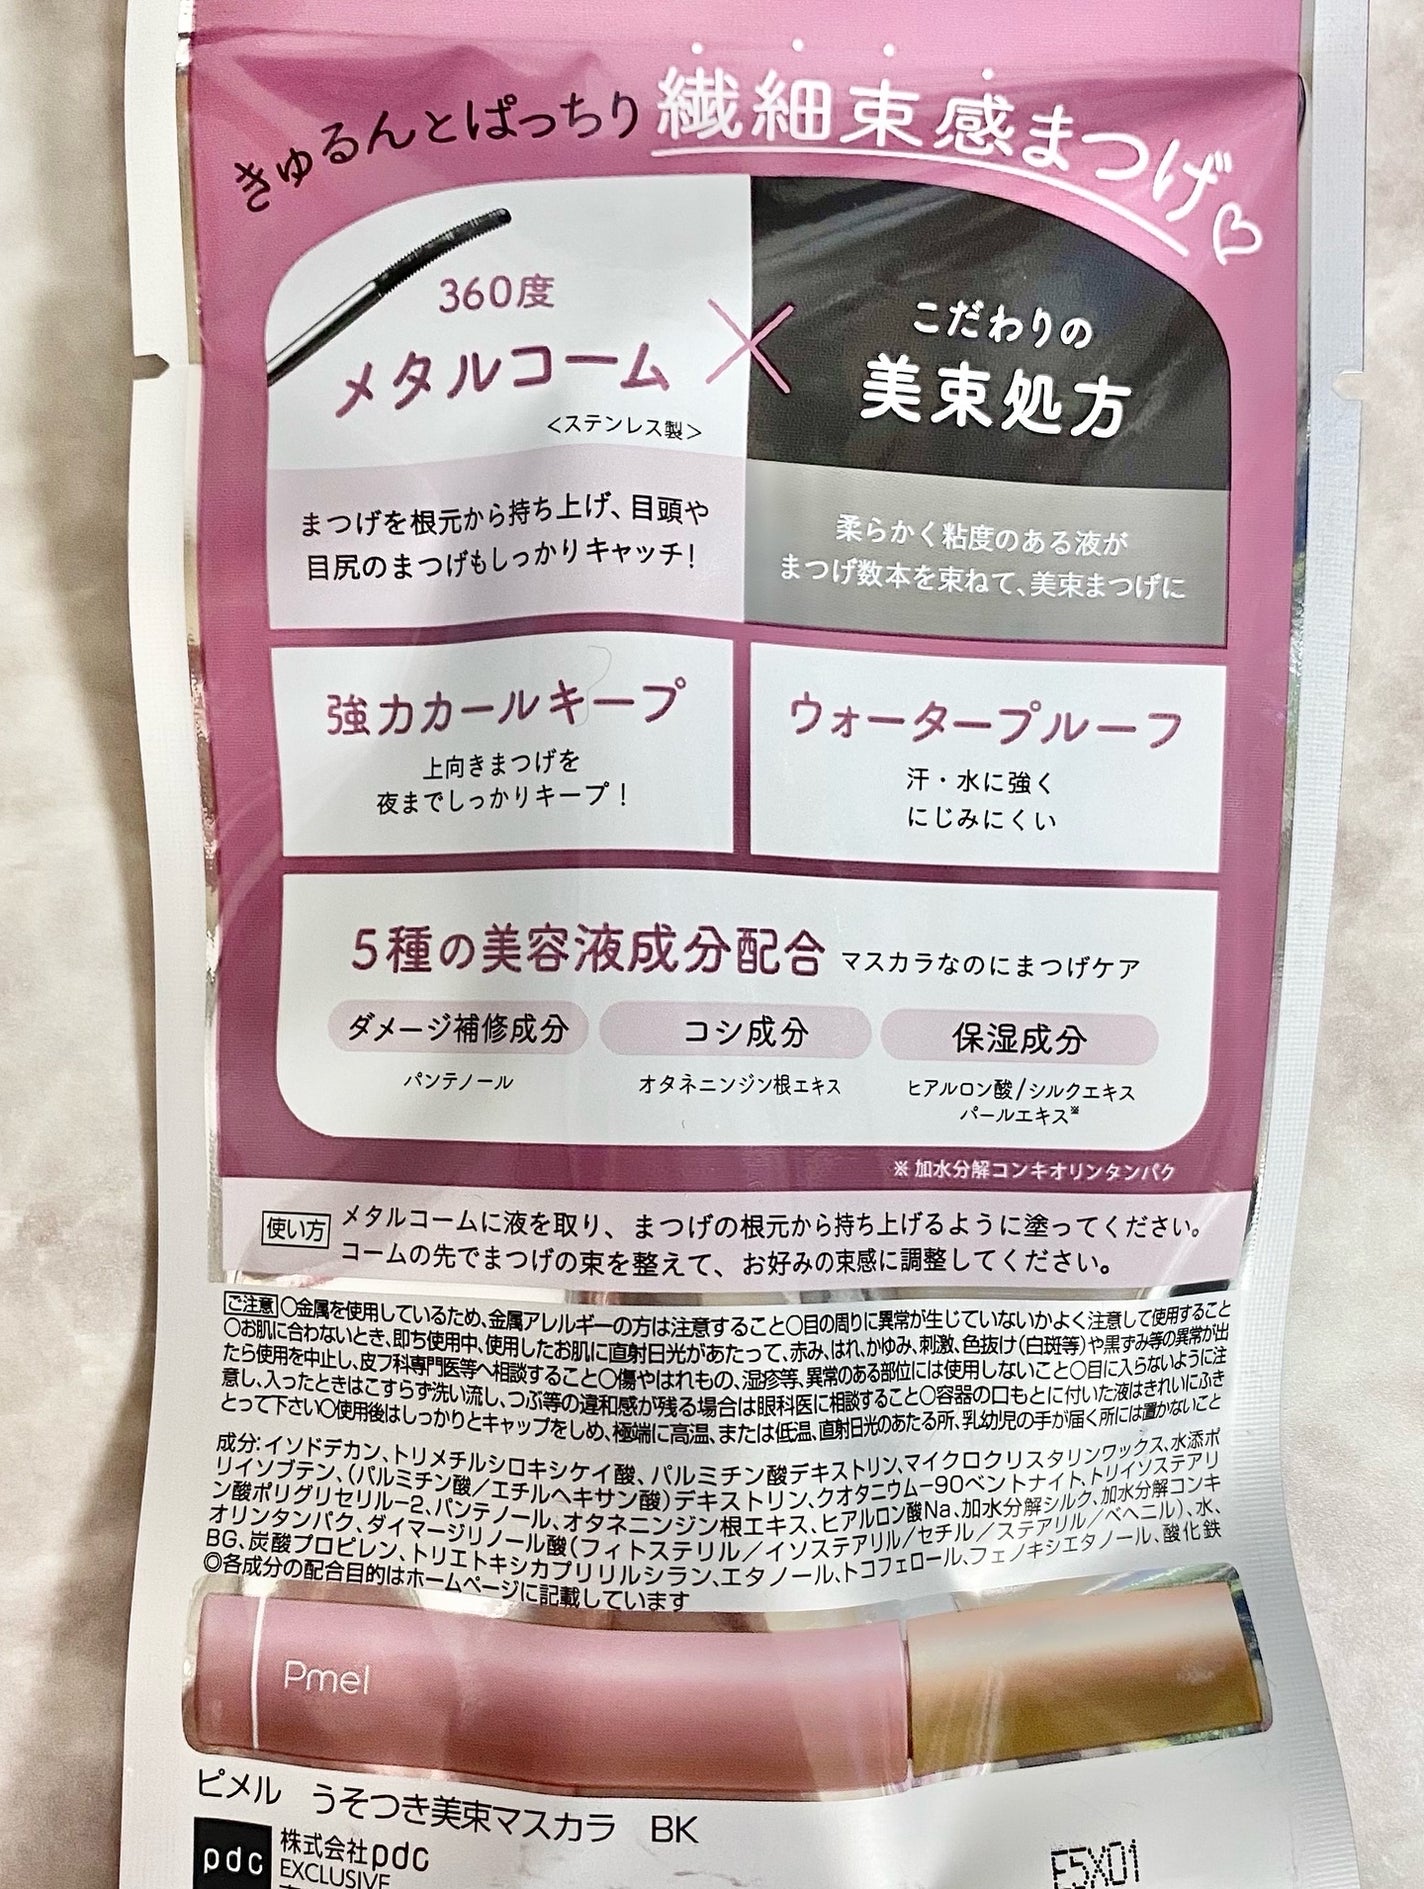 きゅるんとぱっちり繊細束感まつげ♡
360度
メタルコーム
<ステンレス製>
×
こだわりの
美束処方
まつげを根元から持ち上げ、目頭や
目尻のまつげもしっかりキャッチ!
柔らかく粘度のある液が
まつげ数本を束ねて、美束まつげに
強力カールキープ
上向きまつげを
夜までしっかりキープ!
ウォータープルーフ
汗・水に強く
にじみにくい
5種の美容液成分配合 マスカラなのにまつげケア
ダメージ補修成分
パンテノール
コシ成分
オタネニンジン根エキス
保湿成分
ヒアルロン酸/シルクエキス
パールエキス※
※加水分解コンキオリンタンパク
使い方 メタルコームに液を取り、まつげの根元から持ち上げるように塗ってください。
コームの先でまつげの束を整えて、お好みの束感に調整してください。
ご注意 〇金属を使用しているため、金属アレルギーの方は注意すること〇目の周りに異常が生じていないかよく注意して使用すること
〇お肌に合わないとき、即ち使用中、使用したお肌に直射日光があたって、赤み、はれ、かゆみ、刺激、色抜け(白斑等)や黒ずみ等の異常が出
たら使用を中止し、皮フ科専門医等へ相談すること〇傷やはれもの、湿疹等、異常のある部位には使用しないこと〇目に入らないように注
意し、入ったときはこすらず洗い流し、つぶ等の違和感が残る場合は眼科医に相談すること〇容器の口もとに付いた液はきれいにふき
とって下さい〇使用後はしっかりとキャップをしめ、極端に高温、または低温、直射日光のあたる所、乳幼児の手が届く所には置かないこと
成分:イソドデカン、トリメチルシロキシケイ酸、パルミチン酸デキストリン、マイクロクリスタリンワックス、水添ポ
リイソブテン、(パルミチン酸/エチルヘキサン酸)デキストリン、クオタニウム-90ベントナイト、トリイソステアリ
ン酸ポリグリセリル-2、パンテノール、オタネニンジン根エキス、ヒアルロン酸Na、加水分解シルク、加水分解コンキ
オリンタンパク、ダイマージリノール酸(フィトステリル/イソステアリル/セチル/ステアリル/ベヘニル)、水、
BG、炭酸プロピレン、トリエトキシカプリリルシラン、エタノール、トコフェロール、フェノキシエタノール、酸化鉄
◎各成分の配合目的はホームページに記載しています
Pmel
ピメル うそつき美束マスカラ BK
pdc
株式会社pdc
EXCLUSIVE